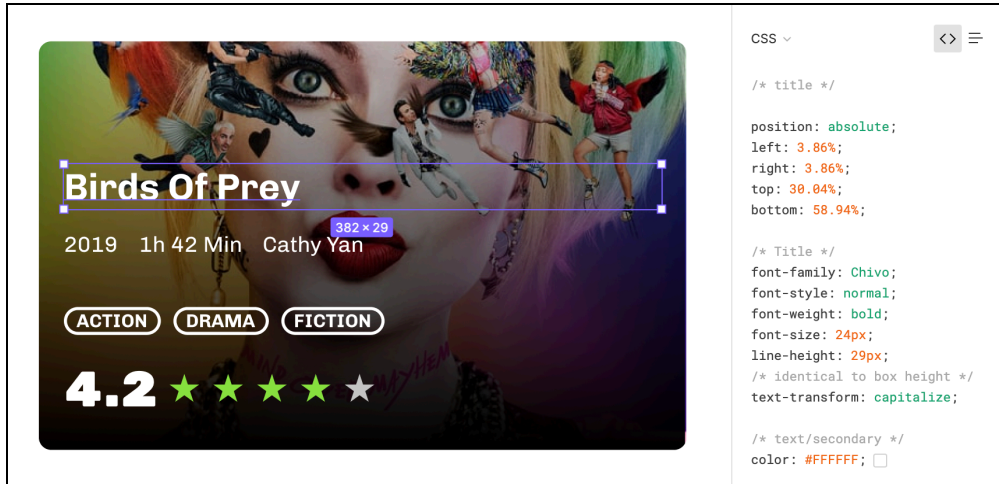 CSS
/* title */
position: absolute;
left: 3.86%;
right: 3.86%;
top: 30.04%;
bottom: 58.94%;
/* Title */
font-family: Chivo;
font-style: normal;
font-weight: bold;
font-size: 24px;
line-height: 29px;
/* identical to box height */
text-transform: capitalize;
/* text/secondary */
color: #FFFFFF;
Birds Of Prey
382 × 29
2019 1h 42 Min Cathy Yan
ACTION DRAMA FICTION
4.2
MAYHEM